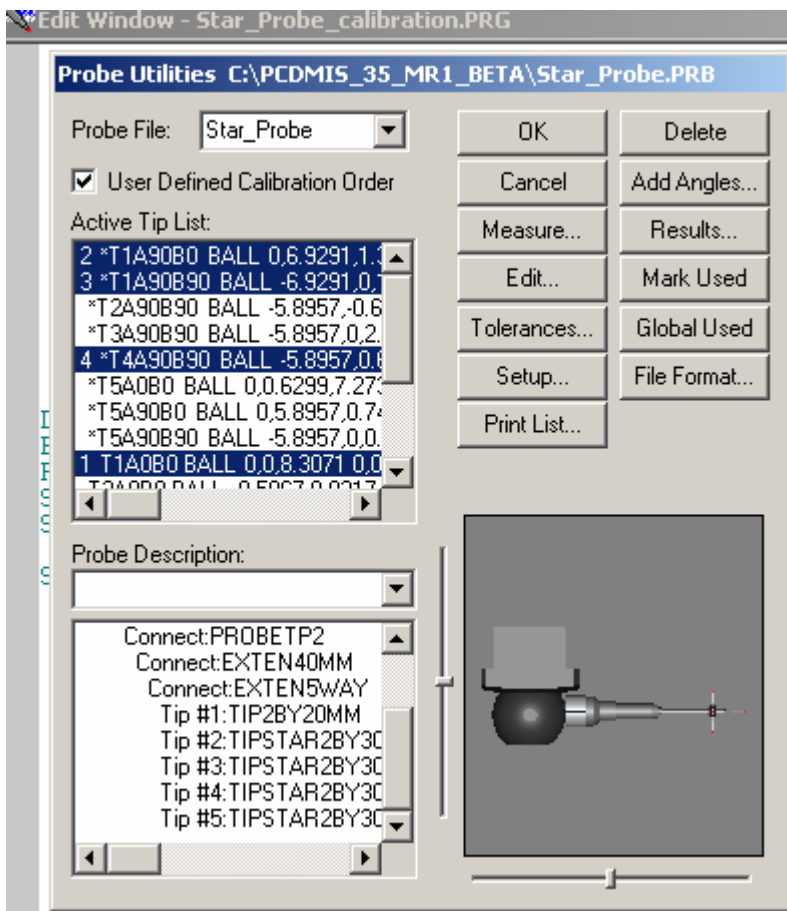 Edit Window - Star_Probe_calibration.PRG
Probe Utilities C:\PCDMIS_35_MR1_BETA\Star_Probe.PRB
Probe File: Star_Probe
OK Delete
User Defined Calibration Order
Cancel Add Angles...
Active Tip List:
Measure... Results...
2 *T1A90B0 BALL 0,6.9291,1.
3 *T1A90B90 BALL -6.9291,0,
Edit... Mark Used
*T2A90B90 BALL -5.8957,-0.6
*T3A90B90 BALL -5.8957,0,2.
Tolerances... Global Used
4 *T4A90B90 BALL -5.8957,0.6
*T5A0B0 BALL 0,0.6299,7.27
Setup... File Format...
*T5A90B0 BALL 0,5.8957,0.74
*T5A90B90 BALL -5.8957,0,0.
Print List...
1 T1A0B0 BALL 0,0,8.3071 0,0
Probe Description:
Connect:PROBETP2
Connect:EXTEN40MM
Connect:EXTEN5WAY
Tip #1:TIP2BY20MM
Tip #2:TIPSTAR2BY30
Tip #3:TIPSTAR2BY30
Tip #4:TIPSTAR2BY30
Tip #5:TIPSTAR2BY30